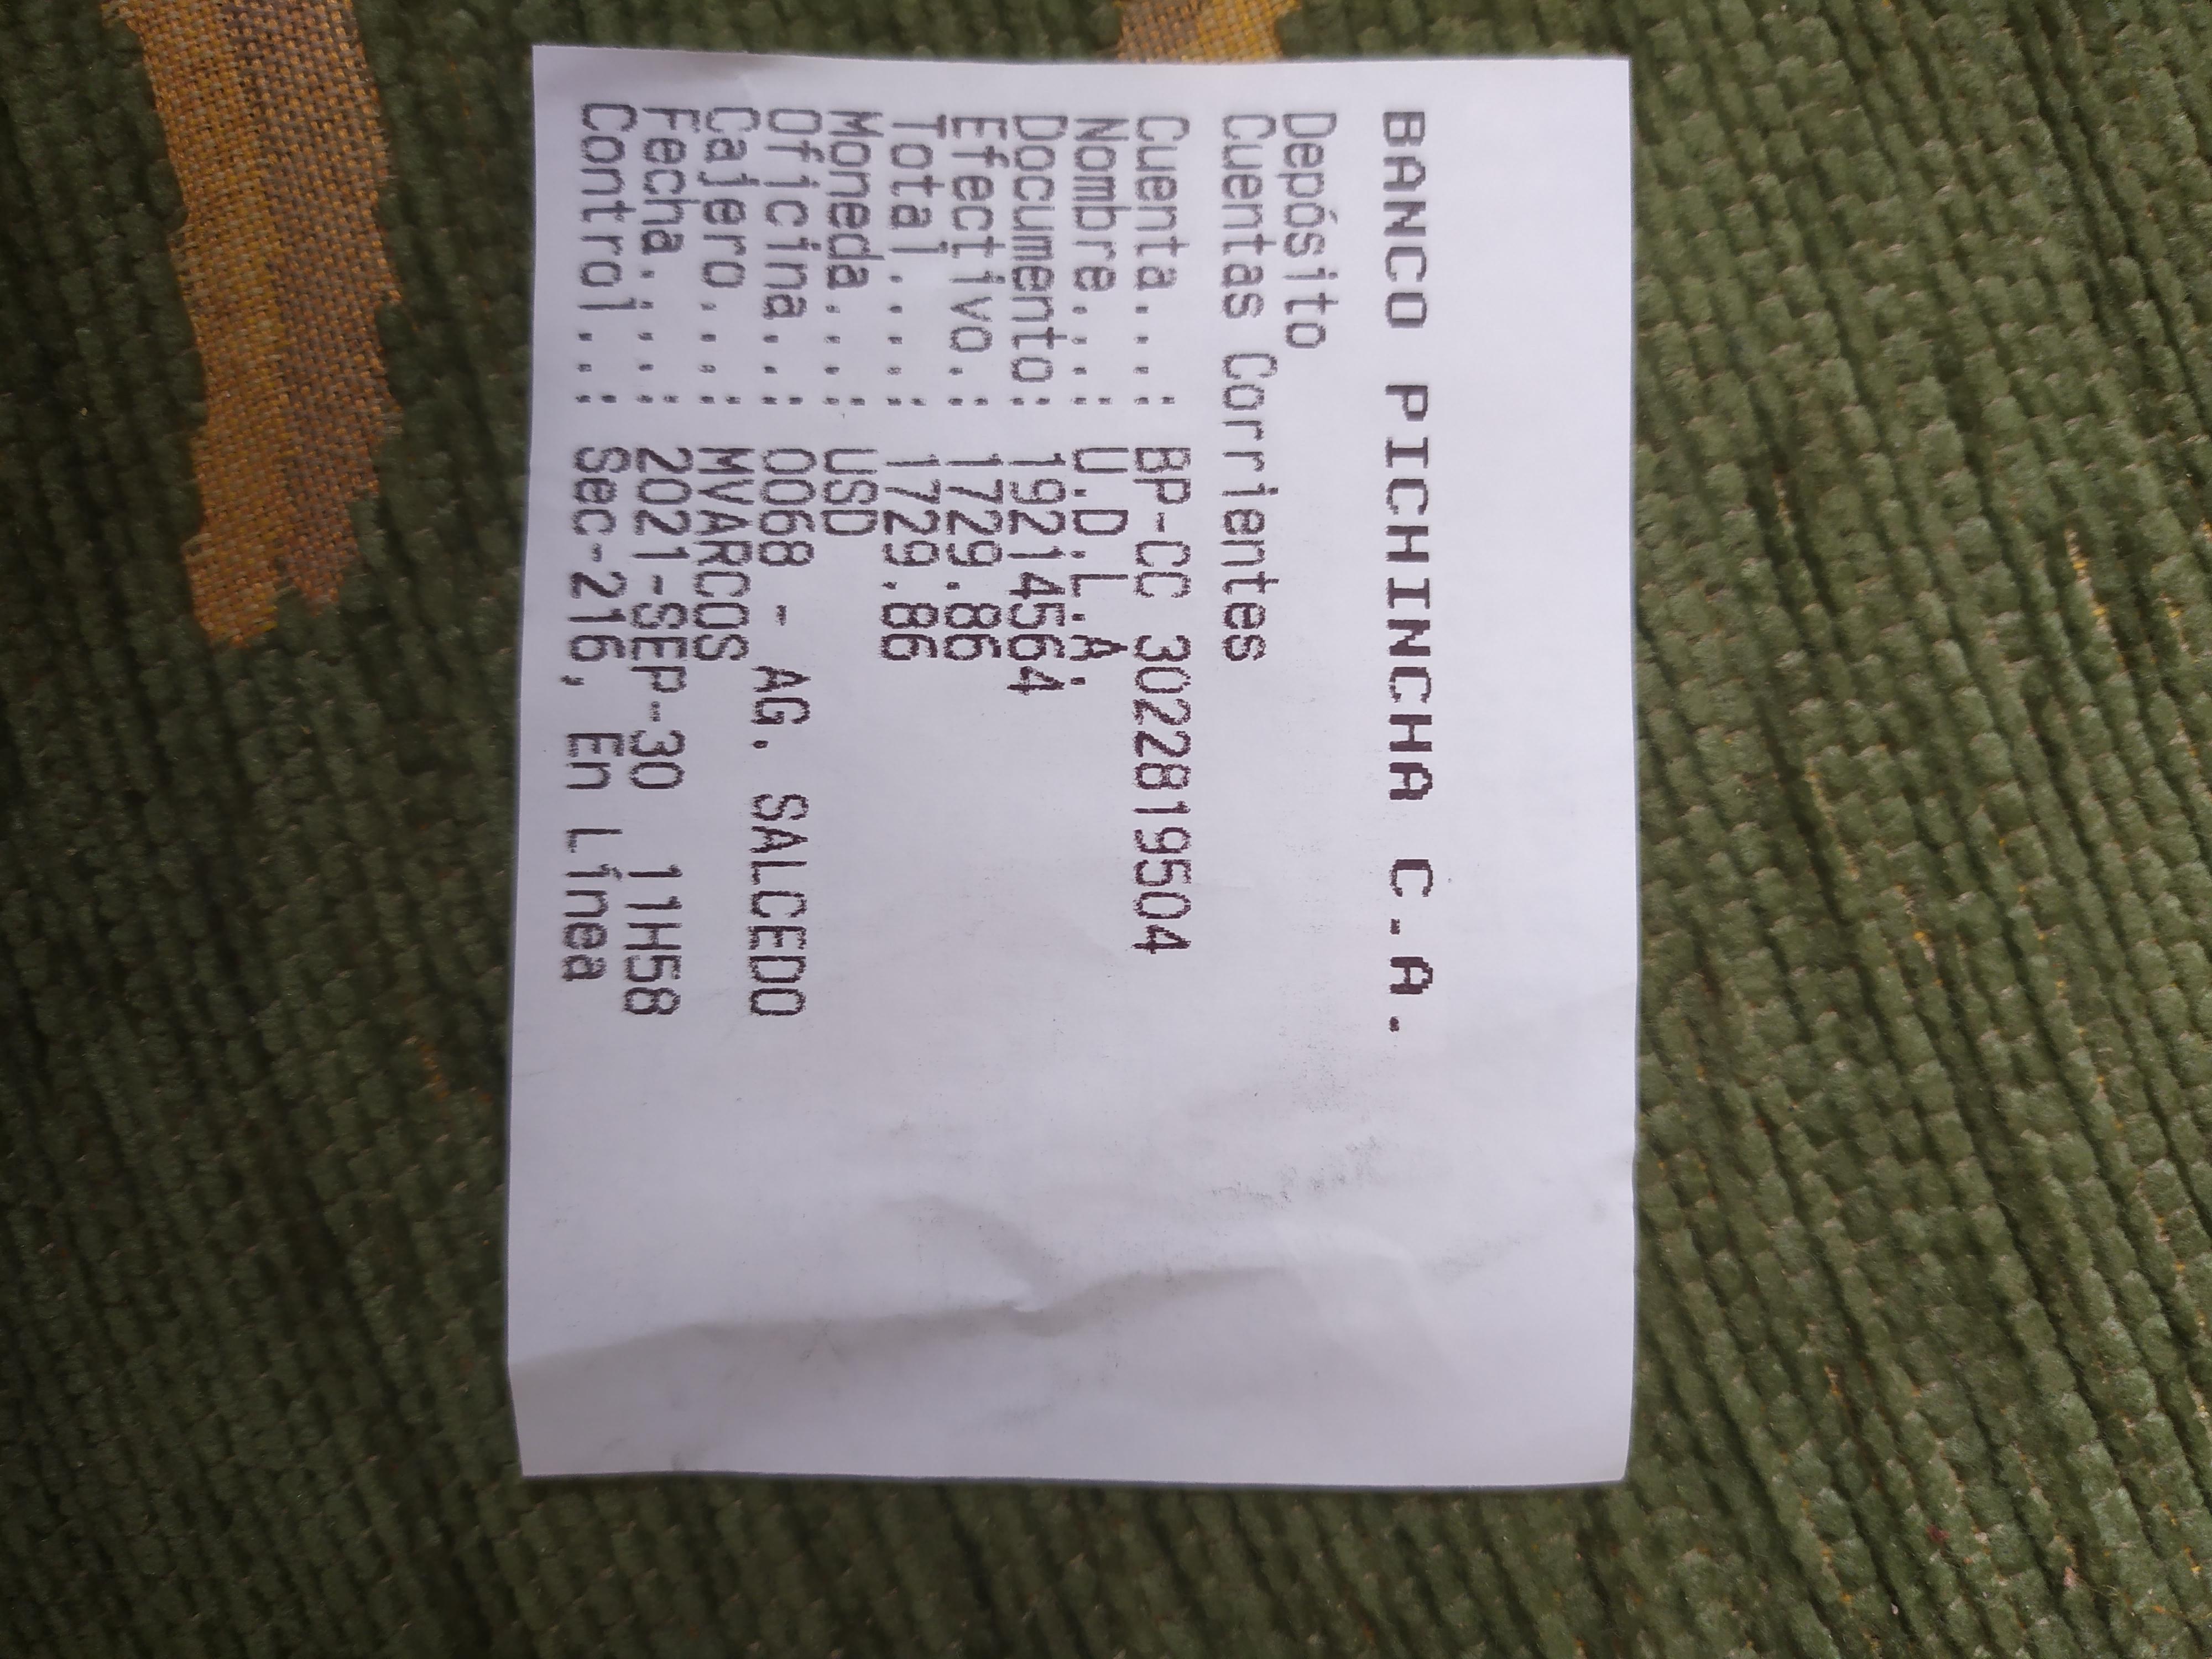 BANCO PICHINCHA C.A.
Depósito
Cuentas Corrientes
Cuenta...: BP-CC 3022819504
Nombre...: U.D.L.A.
Documento: 19214564
Efectivo.: 1729.86
Total....: 1729.86
Moneda...: USD
Oficina..: 0068 - AG. SALCEDO
Cajero...: MVARCOS
Fecha....: 2021-SEP-30 11H58
Control..: Sec-216, En Línea